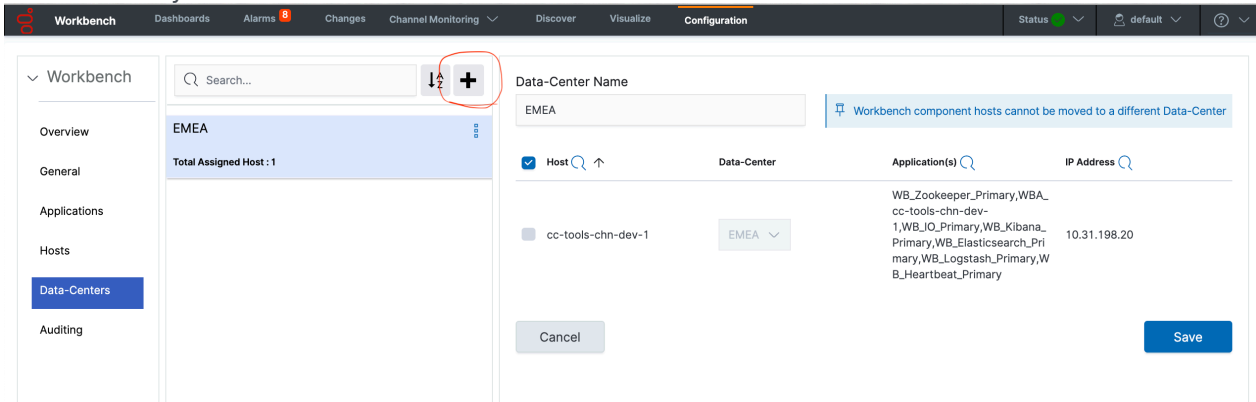 Workbench Dashboards Alarms 8 Changes Channel Monitoring Discover Visualize Configuration Status default ?
Workbench
Overview
General
Applications
Hosts
Data-Centers
Auditing
Search...
A
Z
EMEA
Total Assigned Host : 1
Data-Center Name
EMEA
Workbench component hosts cannot be moved to a different Data-Center
Host Data-Center Application(s) IP Address
cc-tools-chn-dev-1
EMEA
WB_Zookeeper_Primary,WBA_
cc-tools-chn-dev-
1,WB_IO_Primary,WB_Kibana_
Primary,WB_Elasticsearch_Pri
mary,WB_Logstash_Primary,W
B_Heartbeat_Primary
10.31.198.20
Cancel Save